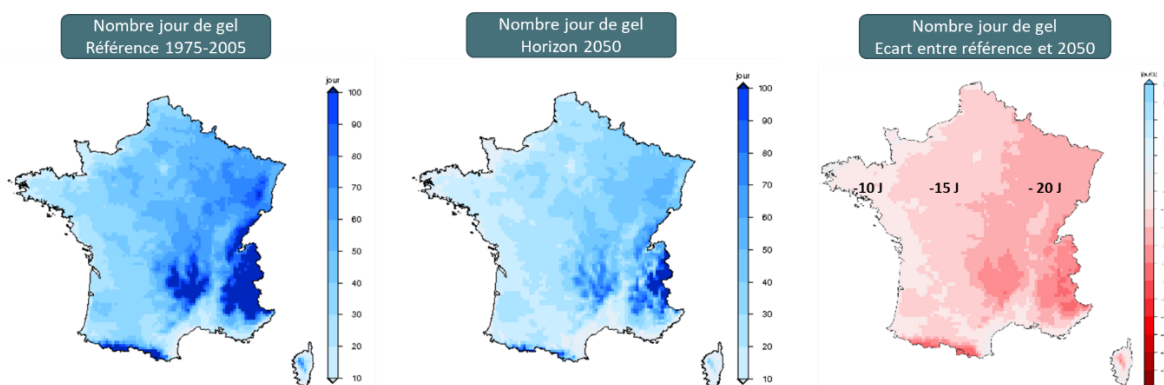 Nombre jour de gel
Référence 1975-2005
Nombre jour de gel
Horizon 2050
Nombre jour de gel
Ecart entre référence et 2050
jour
100
90
80
70
60
50
40
30
20
10
jour
100
90
80
70
60
50
40
30
20
10
-10 J
-15 J
- 20 J